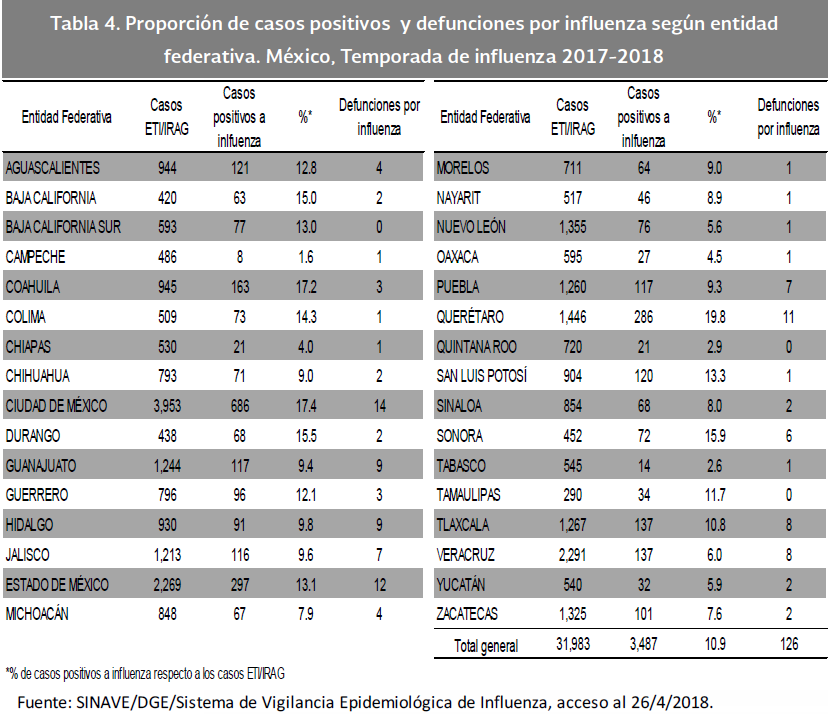 Tabla 4. Proporción de casos positivos y defunciones por influenza según entidad
federativa. México, Temporada de influenza 2017-2018
Entidad Federativa Casos ETI/IRAG Casos positivos a inlfuenza %* Defunciones por influenza
AGUASCALIENTES 944 121 12.8 4
BAJA CALIFORNIA 420 63 15.0 2
BAJA CALIFORNIA SUR 593 77 13.0 0
CAMPECHE 486 8 1.6 1
COAHUILA 945 163 17.2 3
COLIMA 509 73 14.3 1
CHIAPAS 530 21 4.0 1
CHIHUAHUA 793 71 9.0 2
CIUDAD DE MÉXICO 3,953 686 17.4 14
DURANGO 438 68 15.5 2
GUANAJUATO 1,244 117 9.4 9
GUERRERO 796 96 12.1 3
HIDALGO 930 91 9.8 9
JALISCO 1,213 116 9.6 7
ESTADO DE MÉXICO 2,269 297 13.1 12
MICHOACÁN 848 67 7.9 4
Entidad Federativa Casos ETI/IRAG Casos positivos a inlfuenza %* Defunciones por influenza
MORELOS 711 64 9.0 1
NAYARIT 517 46 8.9 1
NUEVO LEÓN 1,355 76 5.6 1
OAXACA 595 27 4.5 1
PUEBLA 1,260 117 9.3 7
QUERÉTARO 1,446 286 19.8 11
QUINTANA ROO 720 21 2.9 0
SAN LUIS POTOSÍ 904 120 13.3 1
SINALOA 854 68 8.0 2
SONORA 452 72 15.9 6
TABASCO 545 14 2.6 1
TAMAULIPAS 290 34 11.7 0
TLAXCALA 1,267 137 10.8 8
VERACRUZ 2,291 137 6.0 8
YUCATÁN 540 32 5.9 2
ZACATECAS 1,325 101 7.6 2
Total general 31,983 3,487 10.9 126
*% de casos positivos a influenza respecto a los casos ETI/IRAG
Fuente: SINAVE/DGE/Sistema de Vigilancia Epidemiológica de Influenza, acceso al 26/4/2018.